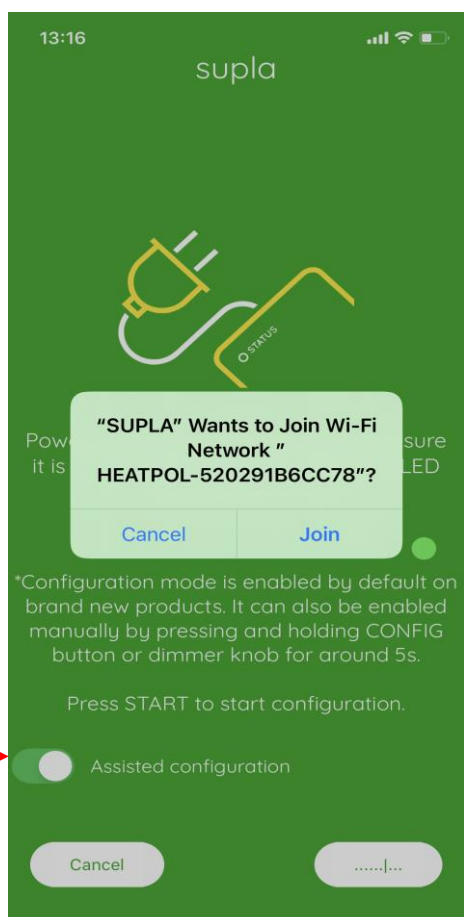 13:16
supla
STATUS
"SUPLA" Wants to Join Wi-Fi
Network "
HEATPOL-520291B6CC78"?
Pow sure
it is LED
Cancel Join
*Configuration mode is enabled by default on
brand new products. It can also be enabled
manually by pressing and holding CONFIG
button or dimmer knob for around 5s.
Press START to start configuration.
Assisted configuration
Cancel ......|...